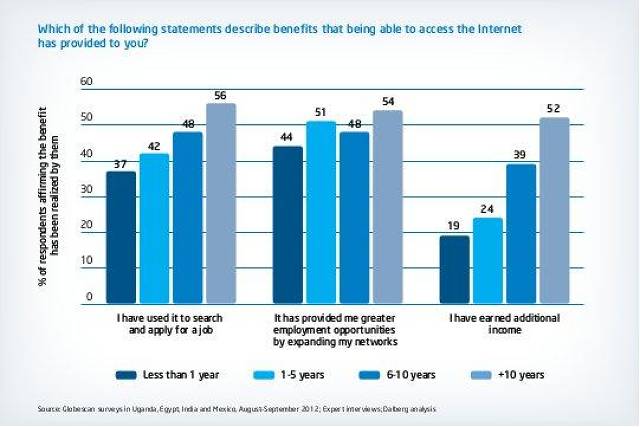 Which of the following statements describe benefits that being able to access the Internet
has provided to you?
% of respondents affirming the benefit
has been realized by them
60
50
40
30
20
10
0
37
42
48
56
44
51
48
54
19
24
39
52
I have used it to search
and apply for a job
It has provided me greater
employment opportunities
by expanding my networks
I have earned additional
income
Less than 1 year
1-5 years
6-10 years
+10 years
Source: Globescan surveys in Uganda, Egypt, India and Mexico, August-September 2012; Expert interviews; Dalberg analysis